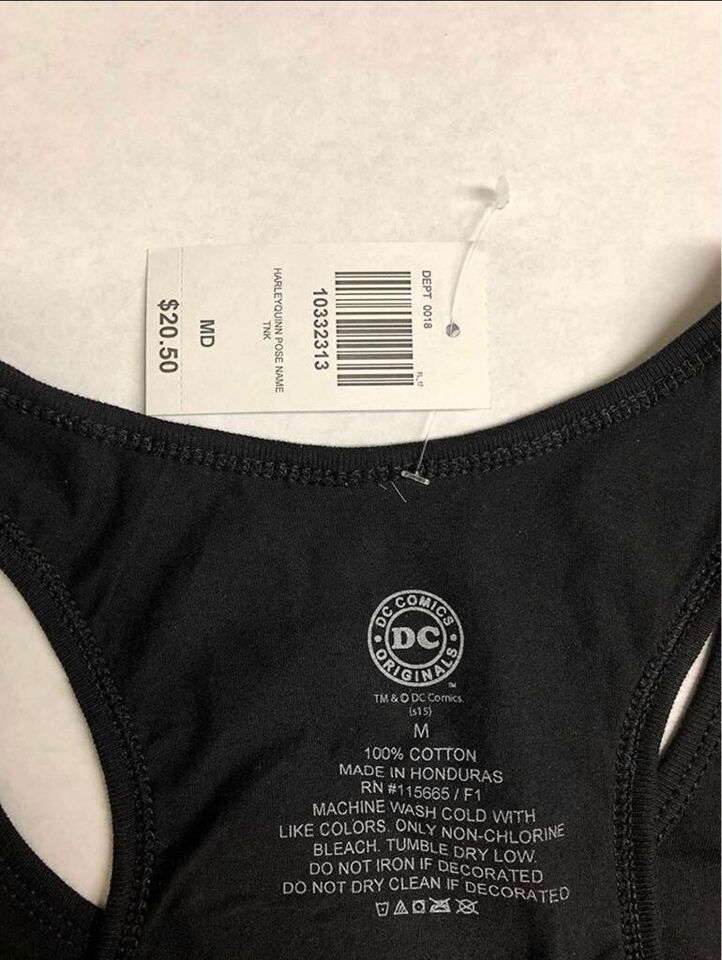 DEPT 0018
FL_17
10332313
HARLEYQUINN POSE NAME
TNK
MD
$20.50
DC COMICS
DC
ORIGINALS
TM
TM & © DC Comics.
(s15)
M
100% COTTON
MADE IN HONDURAS
RN #115665 / F1
MACHINE WASH COLD WITH
LIKE COLORS. ONLY NON-CHLORINE
BLEACH. TUMBLE DRY LOW.
DO NOT IRON IF DECORATED
DO NOT DRY CLEAN IF DECORATED